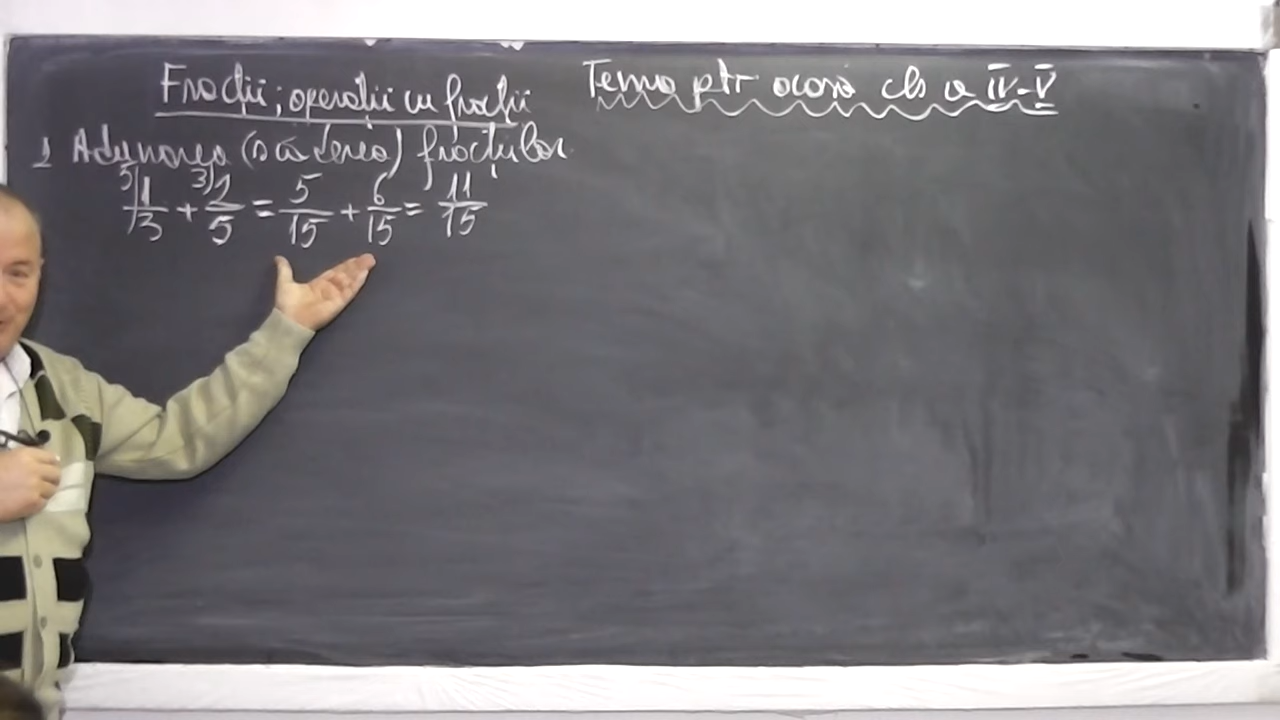 Fracții; operații cu fracții
Tema ptr acasă cls a IV-V
1 Adunarea (scăderea) fracțiilor
5)1/3 + 3)2/5 = 5/15 + 6/15 = 11/15